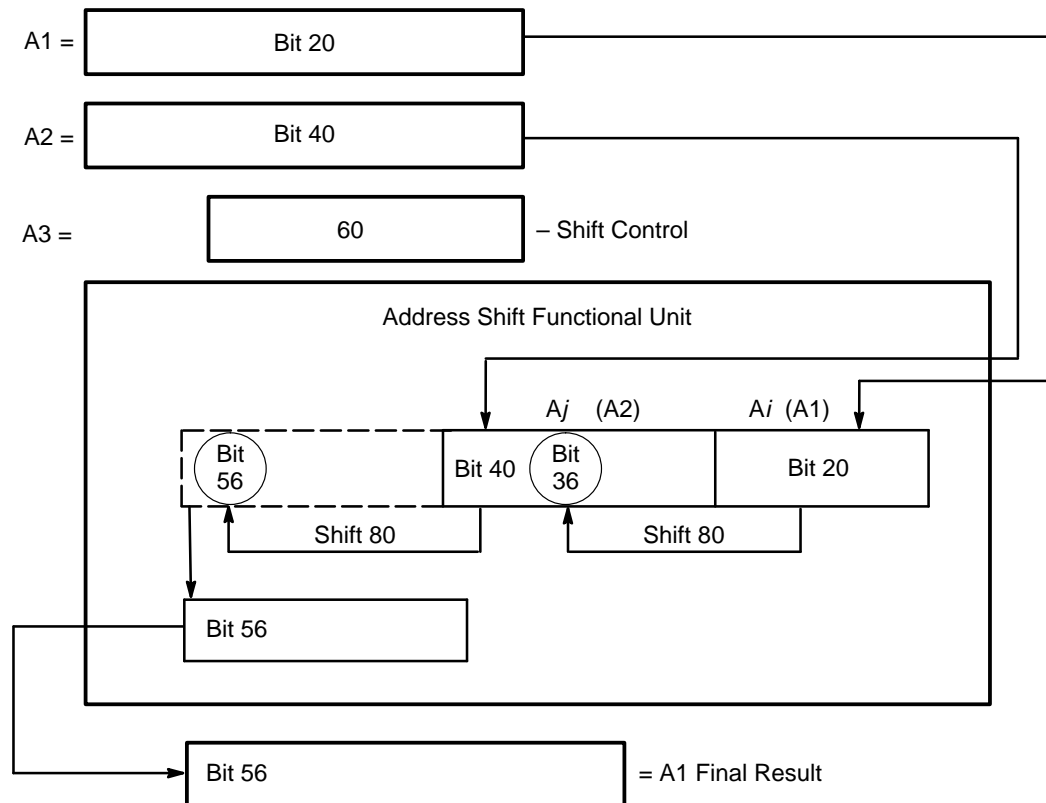 A1 =
Bit 20
A2 =
Bit 40
A3 =
60
– Shift Control
Address Shift Functional Unit
Aj (A2)
Ai (A1)
Bit
56
Bit 40
Bit
36
Bit 20
Shift 80
Shift 80
Bit 56
Bit 56
= A1 Final Result